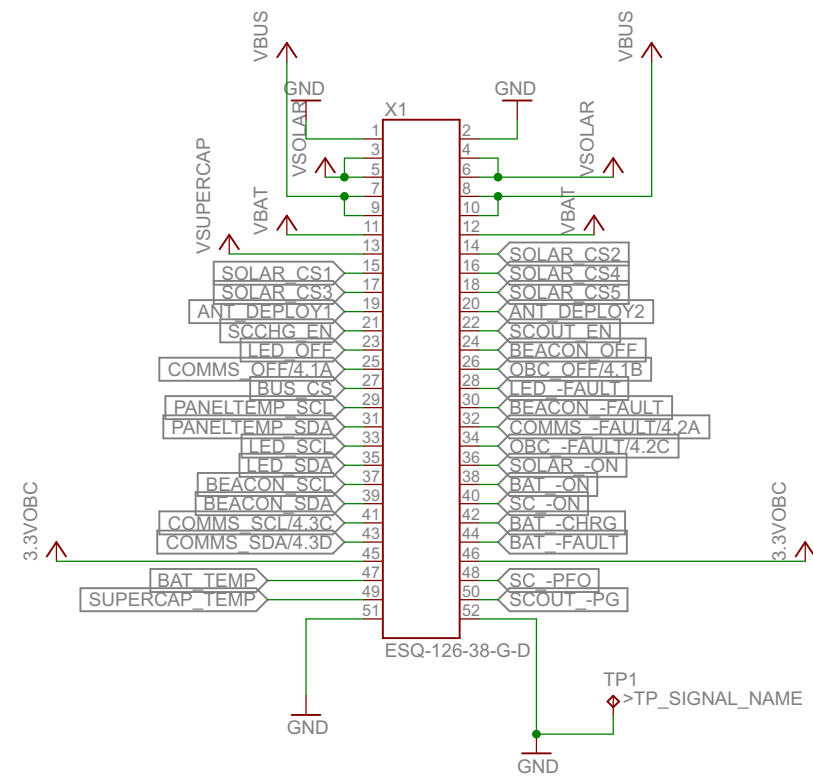 VBUS VBUS
GND GND
X1
VSOLAR 1 2 VSOLAR
3 4
5 6
7 8
9 10
VBAT 11 12 VBAT
VSUPERCAP 13 14 SOLAR_CS2
SOLAR_CS1 15 16 SOLAR_CS4
SOLAR_CS3 17 18 SOLAR_CS5
ANT_DEPLOY1 19 20 ANT_DEPLOY2
SCCHG_EN 21 22 SCOUT_EN
LED_OFF 23 24 BEACON_OFF
COMMS_OFF/4.1A 25 26 OBC_OFF/4.1B
BUS_CS 27 28 LED_-FAULT
PANELTEMP_SCL 29 30 BEACON_-FAULT
PANELTEMP_SDA 31 32 COMMS_-FAULT/4.2A
LED_SCL 33 34 OBC_-FAULT/4.2C
LED_SDA 35 36 SOLAR_-ON
BEACON_SCL 37 38 BAT_-ON
BEACON_SDA 39 40 SC_-ON
COMMS_SCL/4.3C 41 42 BAT_-CHRG
COMMS_SDA/4.3D 43 44 BAT_-FAULT
3.3VOBC 45 46 3.3VOBC
BAT_TEMP 47 48 SC_-PFO
SUPERCAP_TEMP 49 50 SCOUT_-PG
51 52
ESQ-126-38-G-D
TP1
>TP_SIGNAL_NAME
GND
GND